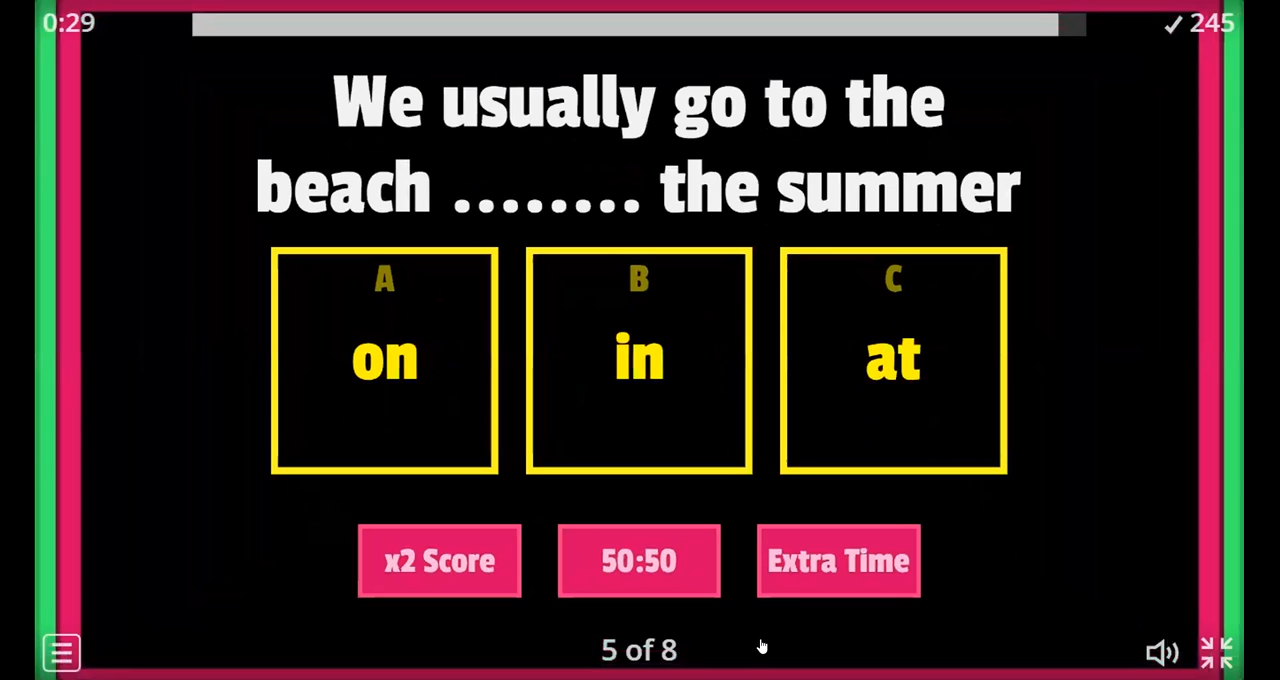 0:29
✓ 245
We usually go to the
beach ........ the summer
A
on
B
in
C
at
x2 Score
50:50
Extra Time
5 of 8